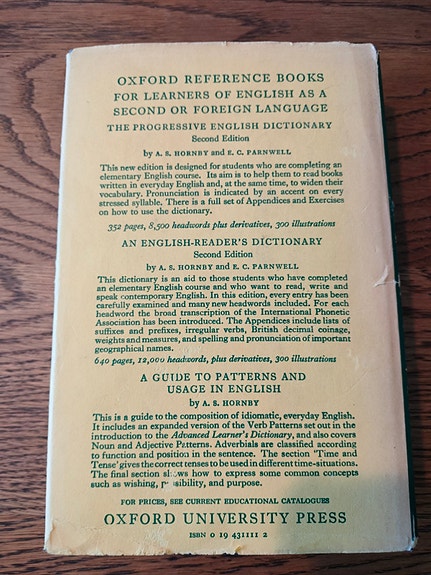 OXFORD REFERENCE BOOKS
FOR LEARNERS OF ENGLISH AS A
SECOND OR FOREIGN LANGUAGE
THE PROGRESSIVE ENGLISH DICTIONARY
Second Edition
by A. S. HORNBY and E. C. PARNWELL
This new edition is designed for students who are completing an
elementary English course. Its aim is to help them to read books
written in everyday English and, at the same time, to widen their
vocabulary. Pronunciation is indicated by an accent on every
stressed syllable. There is a full set of Appendices and Exercises
on how to use the dictionary.
352 pages, 8,500 headwords plus derivatives, 300 illustrations
AN ENGLISH-READER'S DICTIONARY
Second Edition
by A. S. HORNBY and E. C. PARNWELL
This dictionary is an aid to those students who have completed
an elementary English course and who want to read, write and
speak contemporary English. In this edition, every entry has been
carefully examined and many new headwords included. For each
headword the broad transcription of the International Phonetic
Association has been introduced. The Appendices include lists of
suffixes and prefixes, irregular verbs, British decimal coinage,
weights and measures, and spelling and pronunciation of important
geographical names.
640 pages, 12,000 headwords, plus derivatives, 300 illustrations
A GUIDE TO PATTERNS AND
USAGE IN ENGLISH
by A. S. HORNBY
This is a guide to the composition of idiomatic, everyday English.
It includes an expanded version of the Verb Patterns set out in the
introduction to the Advanced Learner's Dictionary, and also covers
Noun and Adjective Patterns. Adverbials are classified according
to function and position in the sentence. The section 'Time and
Tense' gives the correct tenses to be used in different time-situations.
The final section shows how to express some common concepts
such as wishing, possibility, and purpose.
FOR PRICES, SEE CURRENT EDUCATIONAL CATALOGUES
OXFORD UNIVERSITY PRESS
ISBN 0 19 431111 2